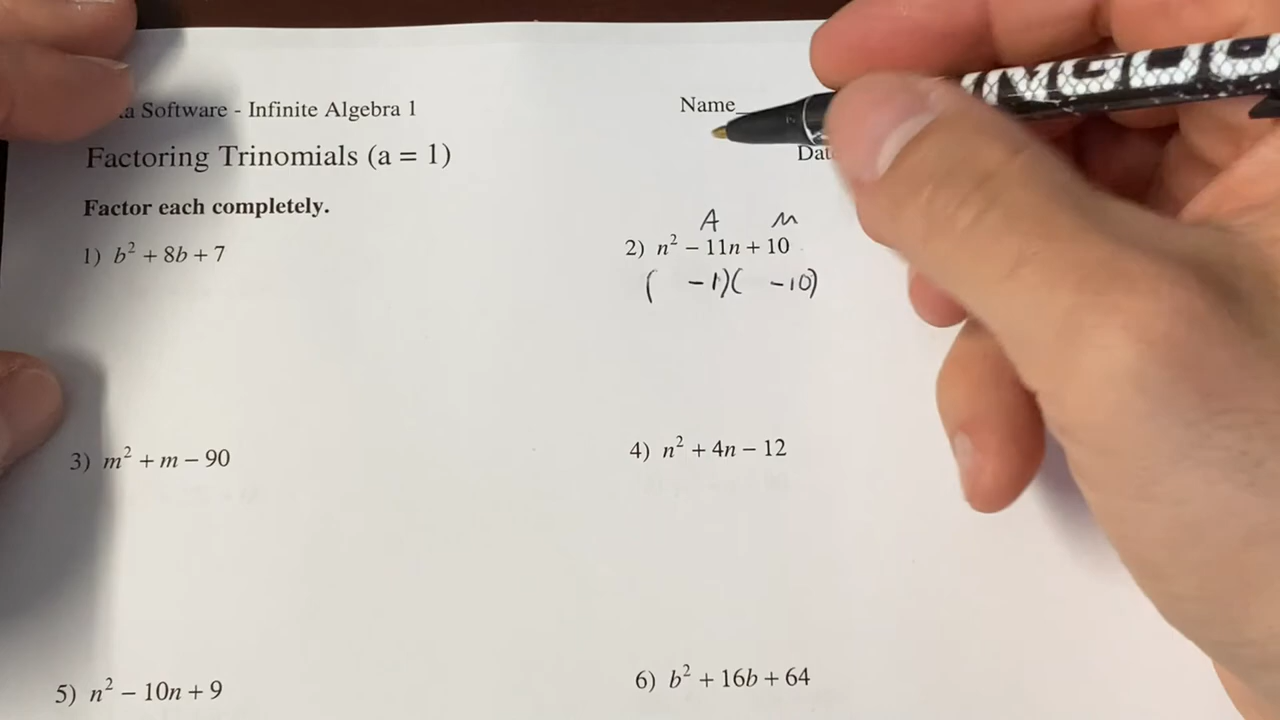 Software - Infinite Algebra 1
Name
Factoring Trinomials (a = 1)
Factor each completely.
1) b² + 8b + 7
A M
2) n² − 11n + 10
( −1)( −10)
3) m² + m − 90
4) n² + 4n − 12
5) n² − 10n + 9
6) b² + 16b + 64